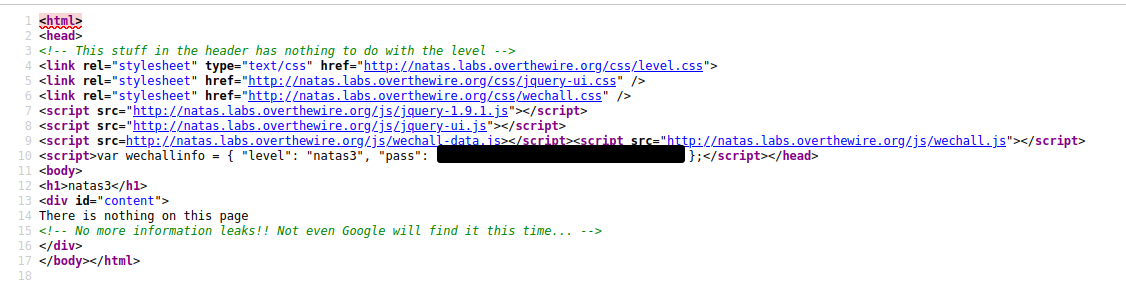 1 <html>
2 <head>
3 <!-- This stuff in the header has nothing to do with the level -->
4 <link rel="stylesheet" type="text/css" href="http://natas.labs.overthewire.org/css/level.css">
5 <link rel="stylesheet" href="http://natas.labs.overthewire.org/css/jquery-ui.css" />
6 <link rel="stylesheet" href="http://natas.labs.overthewire.org/css/wechall.css" />
7 <script src="http://natas.labs.overthewire.org/js/jquery-1.9.1.js"></script>
8 <script src="http://natas.labs.overthewire.org/js/jquery-ui.js"></script>
9 <script src=http://natas.labs.overthewire.org/js/wechall-data.js></script><script src="http://natas.labs.overthewire.org/js/wechall.js"></script>
10 <script>var wechallinfo = { "level": "natas3", "pass": };</script></head>
11 <body>
12 <h1>natas3</h1>
13 <div id="content">
14 There is nothing on this page
15 <!-- No more information leaks!! Not even Google will find it this time... -->
16 </div>
17 </body></html>
18